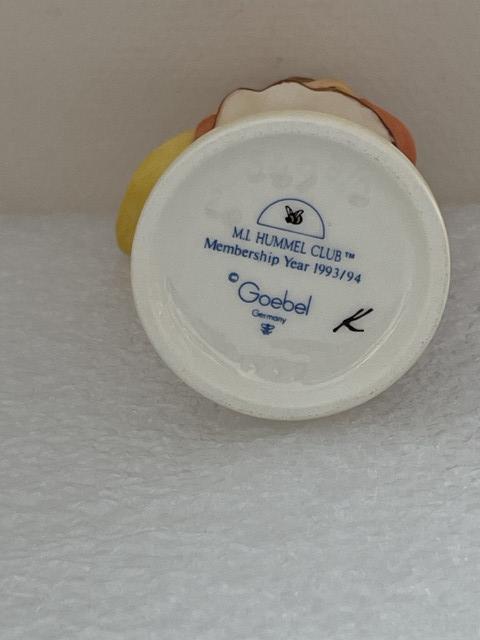 M.I. HUMMEL CLUB™
Membership Year 1993/94
© Goebel
Germany
K